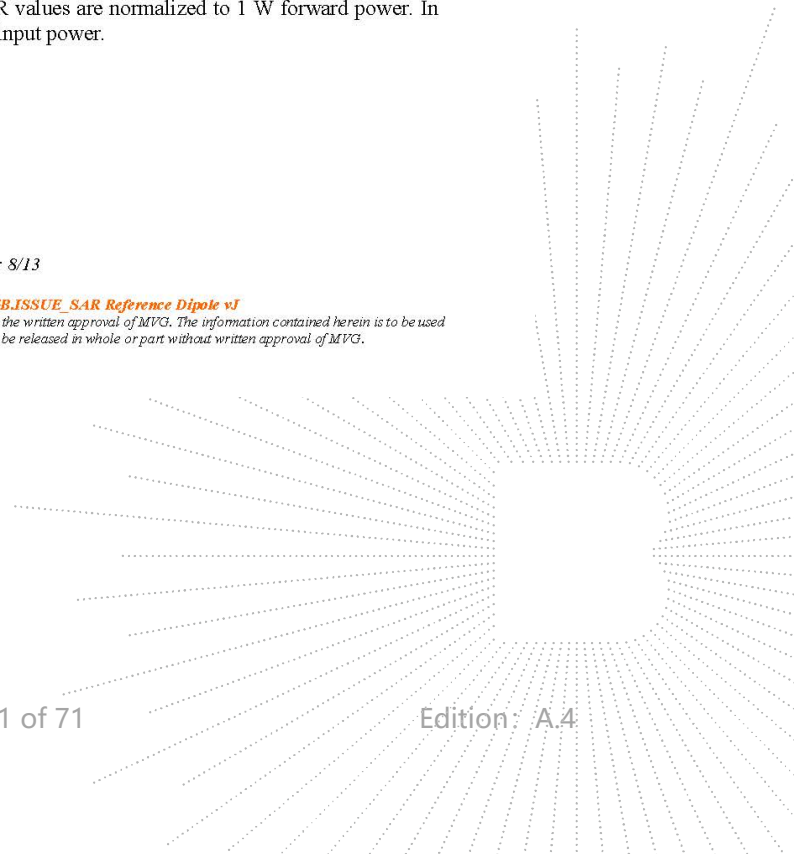 R values are normalized to 1 W forward power. In
input power.
: 8/13
B.ISSUE_SAR Reference Dipole vJ
the written approval of MVG. The information contained herein is to be used
be released in whole or part without written approval of MVG.
1 of 71 Edition: A.4